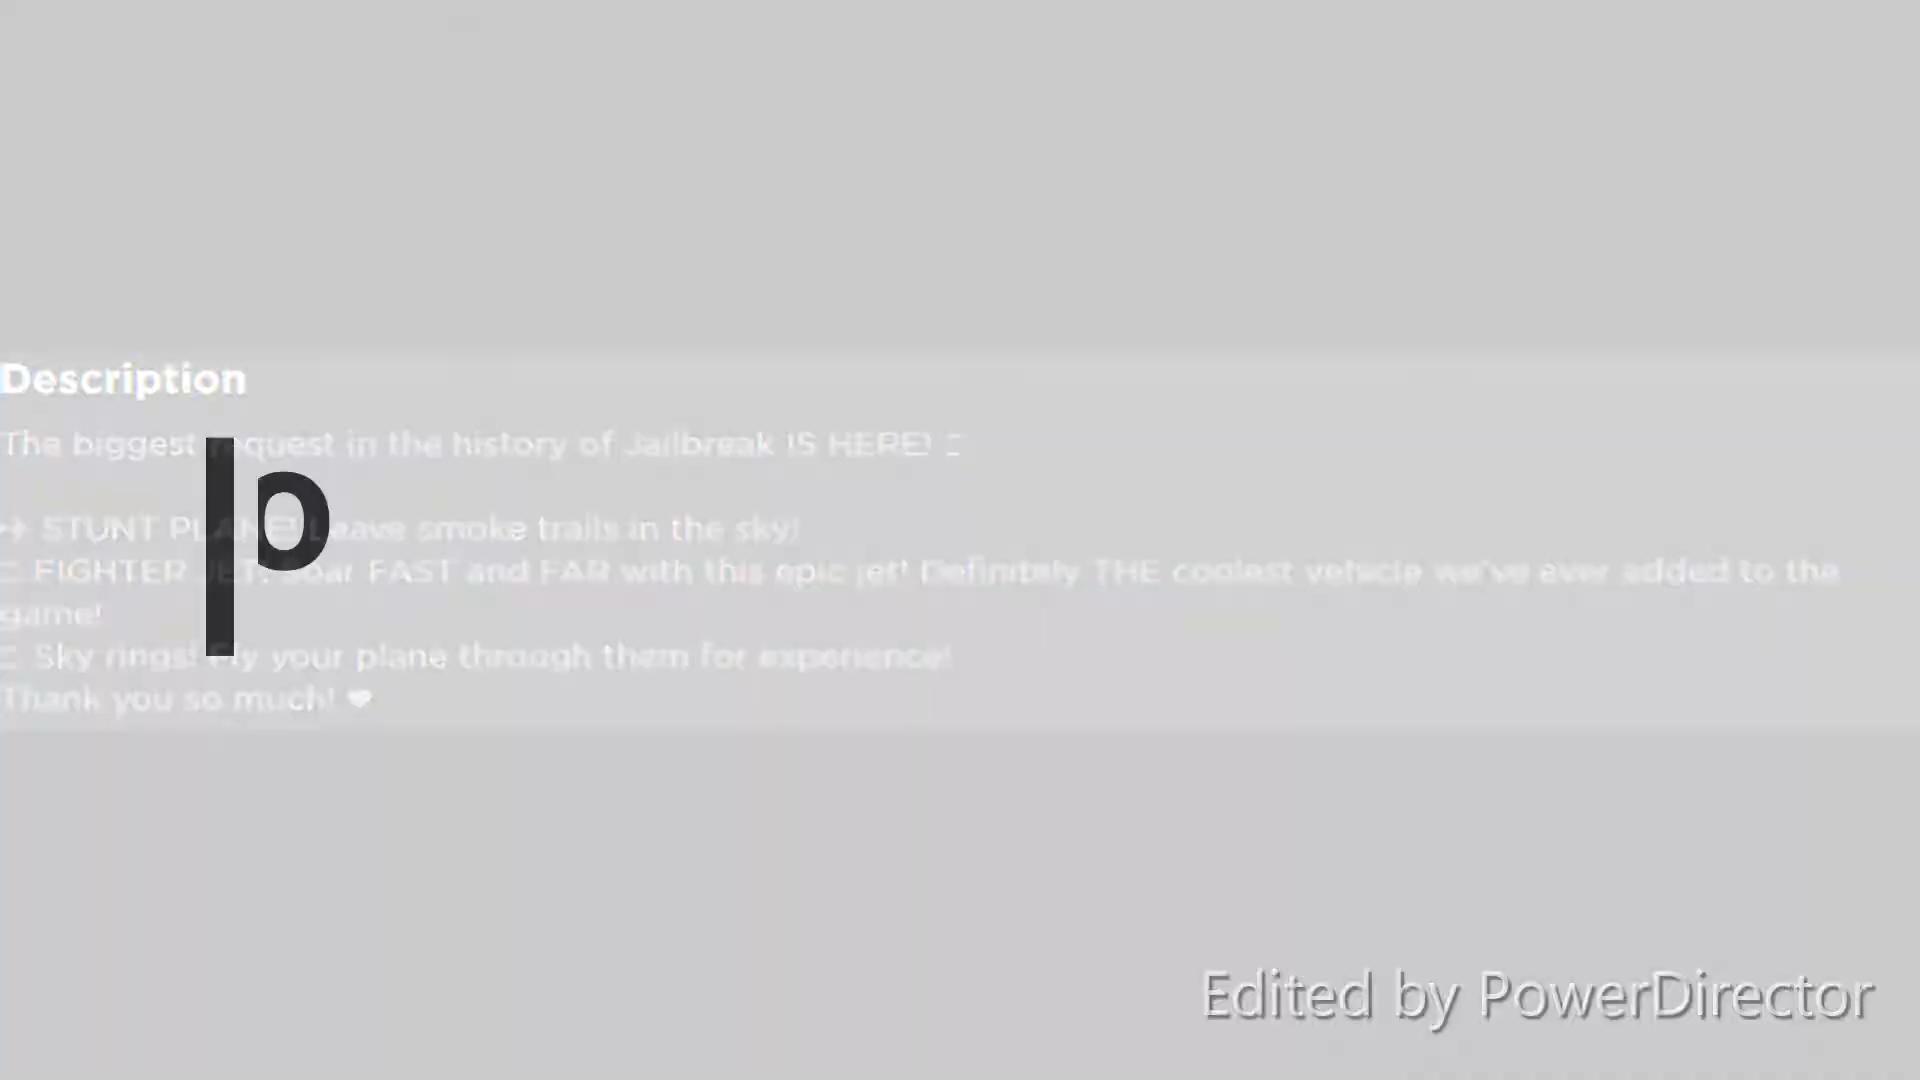 Description
The biggest request in the history of Jailbreak IS HERE!
✈ STUNT PLANE! Leave smoke trails in the sky!
FIGHTER JET! Soar FAST and FAR with this epic jet! Definitely THE coolest vehicle we've ever added to the
game!
Sky rings! Fly your plane through them for experience!
Thank you so much! ❤
Edited by PowerDirector